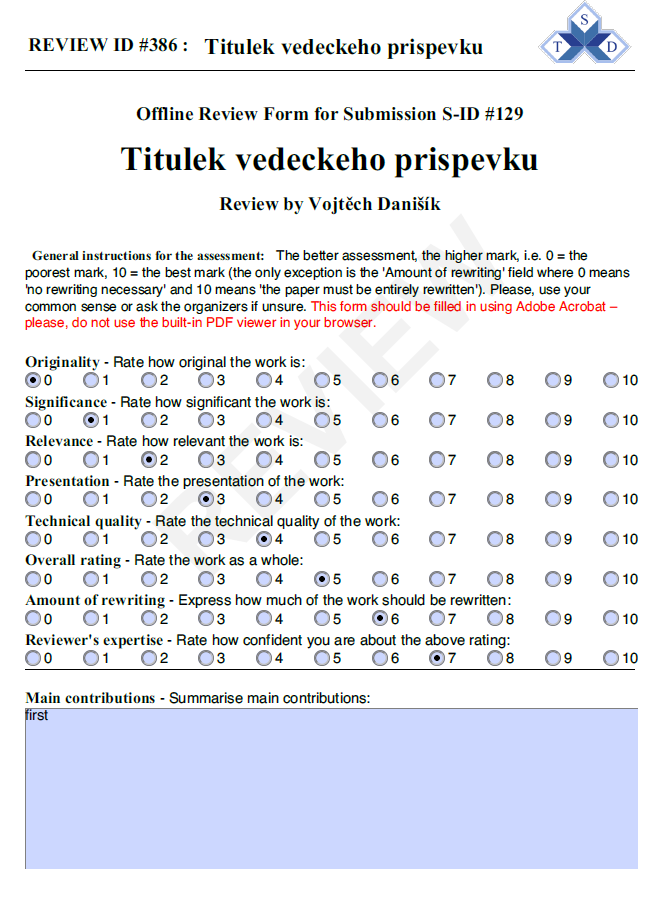 REVIEW ID #386 : Titulek vedeckeho prispevku
T S D
Offline Review Form for Submission S-ID #129
Titulek vedeckeho prispevku
Review by Vojtěch Danišík
General instructions for the assessment: The better assessment, the higher mark, i.e. 0 = the
poorest mark, 10 = the best mark (the only exception is the 'Amount of rewriting' field where 0 means
'no rewriting necessary' and 10 means 'the paper must be entirely rewritten'). Please, use your
common sense or ask the organizers if unsure. This form should be filled in using Adobe Acrobat –
please, do not use the built-in PDF viewer in your browser.
REVIEW
Originality - Rate how original the work is:
0 1 2 3 4 5 6 7 8 9 10
Significance - Rate how significant the work is:
0 1 2 3 4 5 6 7 8 9 10
Relevance - Rate how relevant the work is:
0 1 2 3 4 5 6 7 8 9 10
Presentation - Rate the presentation of the work:
0 1 2 3 4 5 6 7 8 9 10
Technical quality - Rate the technical quality of the work:
0 1 2 3 4 5 6 7 8 9 10
Overall rating - Rate the work as a whole:
0 1 2 3 4 5 6 7 8 9 10
Amount of rewriting - Express how much of the work should be rewritten:
0 1 2 3 4 5 6 7 8 9 10
Reviewer's expertise - Rate how confident you are about the above rating:
0 1 2 3 4 5 6 7 8 9 10
Main contributions - Summarise main contributions:
first